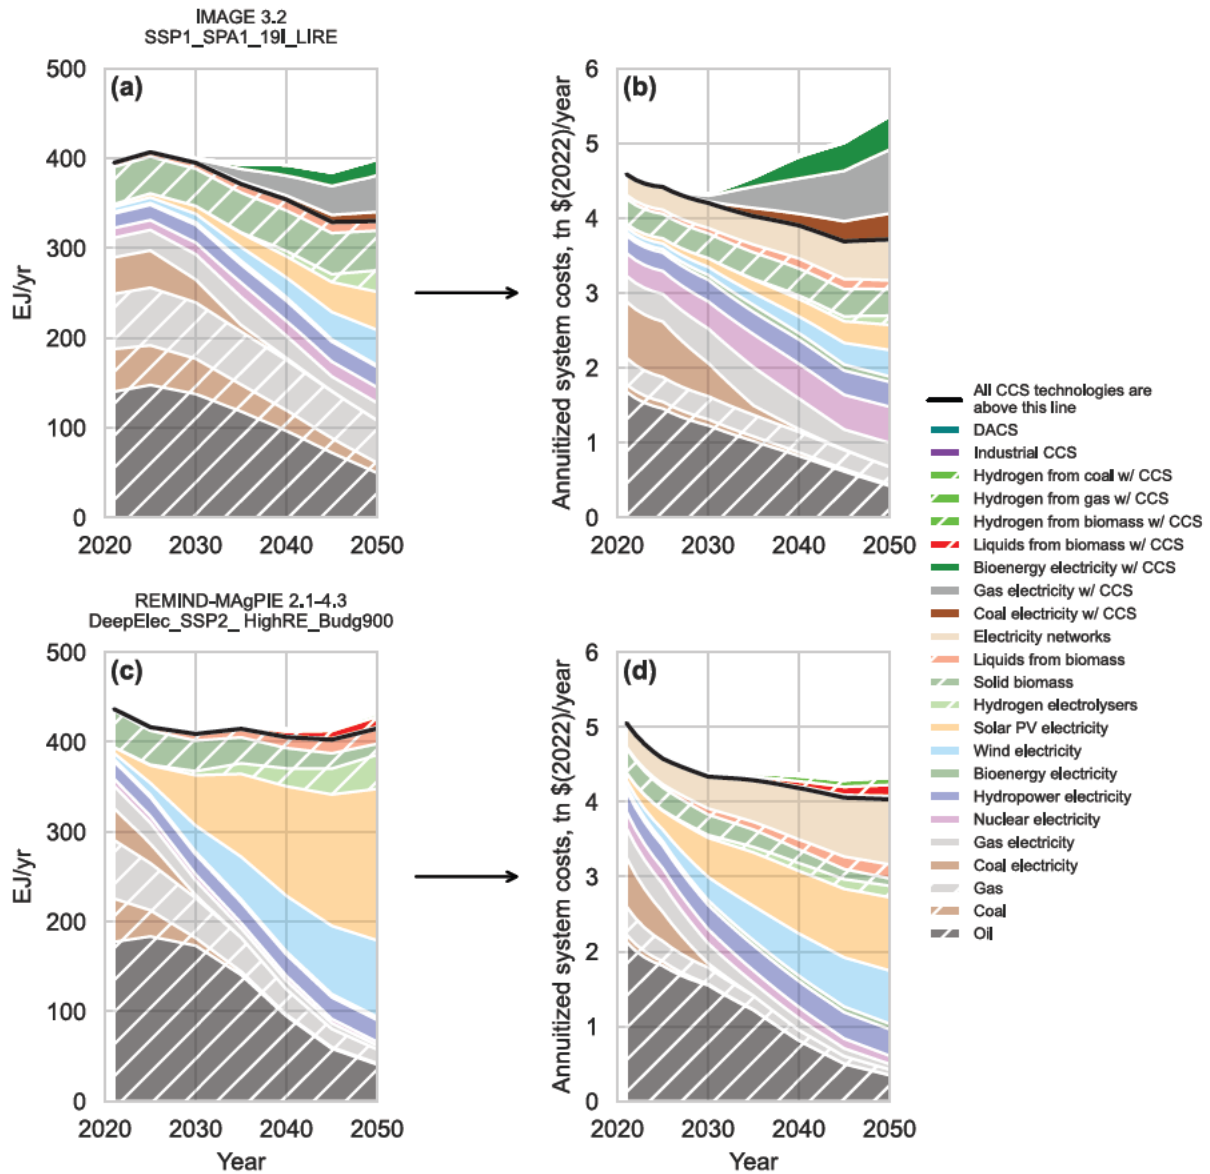 IMAGE 3.2
SSP1_SPA1_19I_LIRE
500
400
300
200
100
0
EJ/yr
(a)
2020 2030 2040 2050
6
5
4
3
2
1
0
Annuitized system costs, tn $(2022)/year
(b)
2020 2030 2040 2050
Year
REMIND-MAgPIE 2.1-4.3
DeepElec_SSP2_ HighRE_Budg900
500
400
300
200
100
0
EJ/yr
(c)
2020 2030 2040 2050
Year
6
5
4
3
2
1
0
Annuitized system costs, tn $(2022)/year
(d)
2020 2030 2040 2050
Year
All CCS technologies are
above this line
DACS
Industrial CCS
Hydrogen from coal w/ CCS
Hydrogen from gas w/ CCS
Hydrogen from biomass w/ CCS
Liquids from biomass w/ CCS
Bioenergy electricity w/ CCS
Gas electricity w/ CCS
Coal electricity w/ CCS
Electricity networks
Liquids from biomass
Solid biomass
Hydrogen electrolysers
Solar PV electricity
Wind electricity
Bioenergy electricity
Hydropower electricity
Nuclear electricity
Gas electricity
Coal electricity
Gas
Coal
Oil